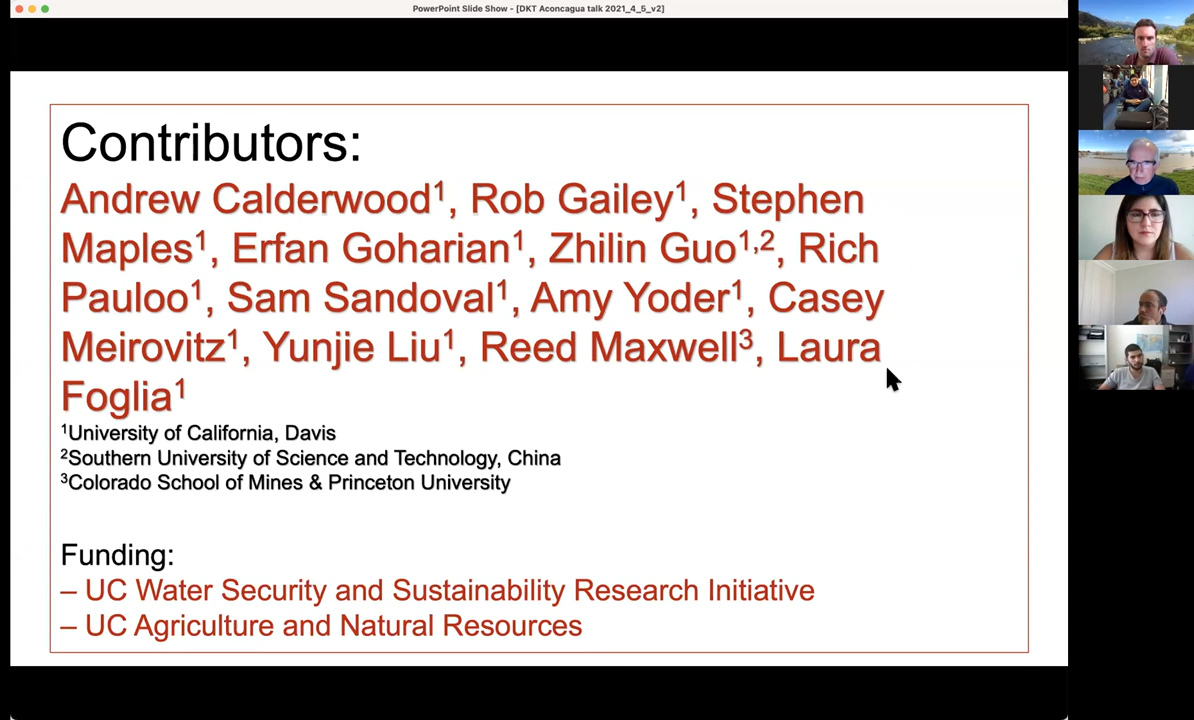 PowerPoint Slide Show - [DKT Aconcagua talk 2021_4_5_v2]
Contributors:
Andrew Calderwood¹, Rob Gailey¹, Stephen
Maples¹, Erfan Goharian¹, Zhilin Guo¹,², Rich
Pauloo¹, Sam Sandoval¹, Amy Yoder¹, Casey
Meirovitz¹, Yunjie Liu¹, Reed Maxwell³, Laura
Foglia¹
¹University of California, Davis
²Southern University of Science and Technology, China
³Colorado School of Mines & Princeton University
Funding:
– UC Water Security and Sustainability Research Initiative
– UC Agriculture and Natural Resources